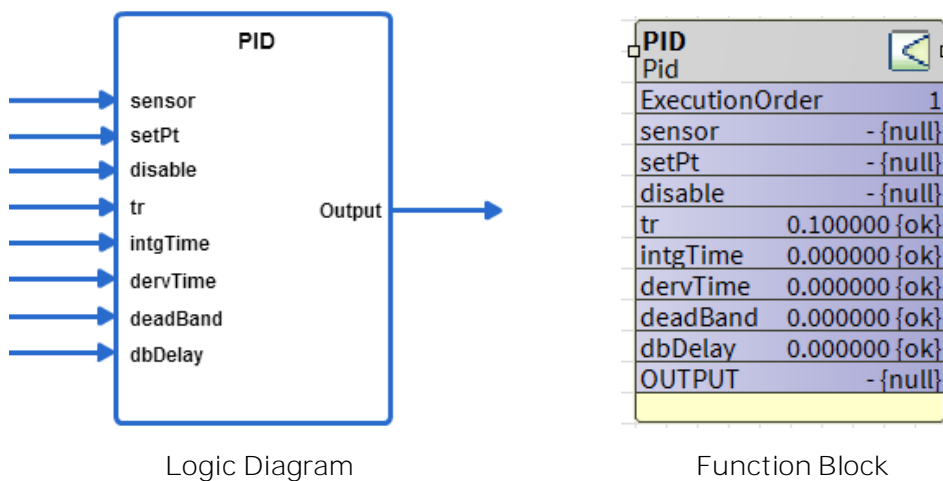 PID
sensor
setPt
disable
tr
intgTime
dervTime
deadBand
dbDelay
Output
Logic Diagram
PID
Pid
ExecutionOrder 1
sensor - {null}
setPt - {null}
disable - {null}
tr 0.100000 {ok}
intgTime 0.000000 {ok}
dervTime 0.000000 {ok}
deadBand 0.000000 {ok}
dbDelay 0.000000 {ok}
OUTPUT - {null}
Function Block